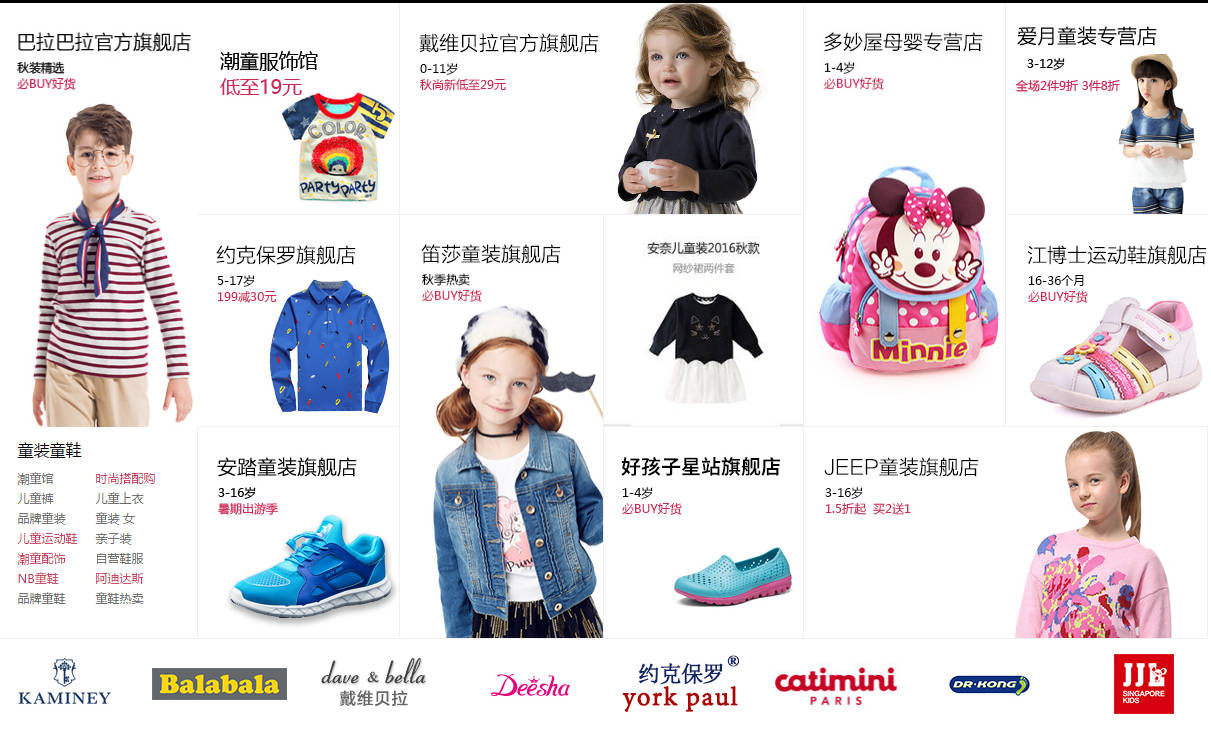 巴拉巴拉官方旗舰店
秋装精选
必BUY好货
潮童服饰馆
低至19元
COLOR
PARTY PARTY
戴维贝拉官方旗舰店
0-11岁
秋尚新低至29元
多妙屋母婴专营店
1-4岁
必BUY好货
Minnie
爱月童装专营店
3-12岁
全场2件9折 3件8折
约克保罗旗舰店
5-17岁
199减30元
笛莎童装旗舰店
秋季热卖
必BUY好货
安奈儿童装2016秋款
网纱裙两件套
江博士运动鞋旗舰店
16-36个月
必BUY好货
童装童鞋
潮童馆 时尚搭配购
儿童裤 儿童上衣
品牌童装 童装 女
儿童运动鞋 亲子装
潮童配饰 自营鞋服
NB童鞋 阿迪达斯
品牌童鞋 童鞋热卖
安踏童装旗舰店
3-16岁
暑期出游季
好孩子星站旗舰店
1-4岁
必BUY好货
JEEP童装旗舰店
3-16岁
1.5折起 买2送1
KAMINEY
Balabala
dave & bella
戴维贝拉
Deesha
约克保罗®
york paul
catimini
PARIS
DR·KONG
JJL
SINGAPORE
KIDS